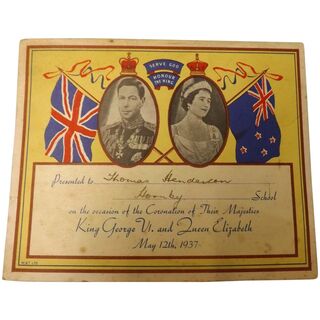 SERVE GOD
HONOUR
THE KING
Presented to Thomas Henderson
Hornby School
on the occasion of the Coronation of Their Majesties
King George VI. and Queen Elizabeth
May 12th, 1937